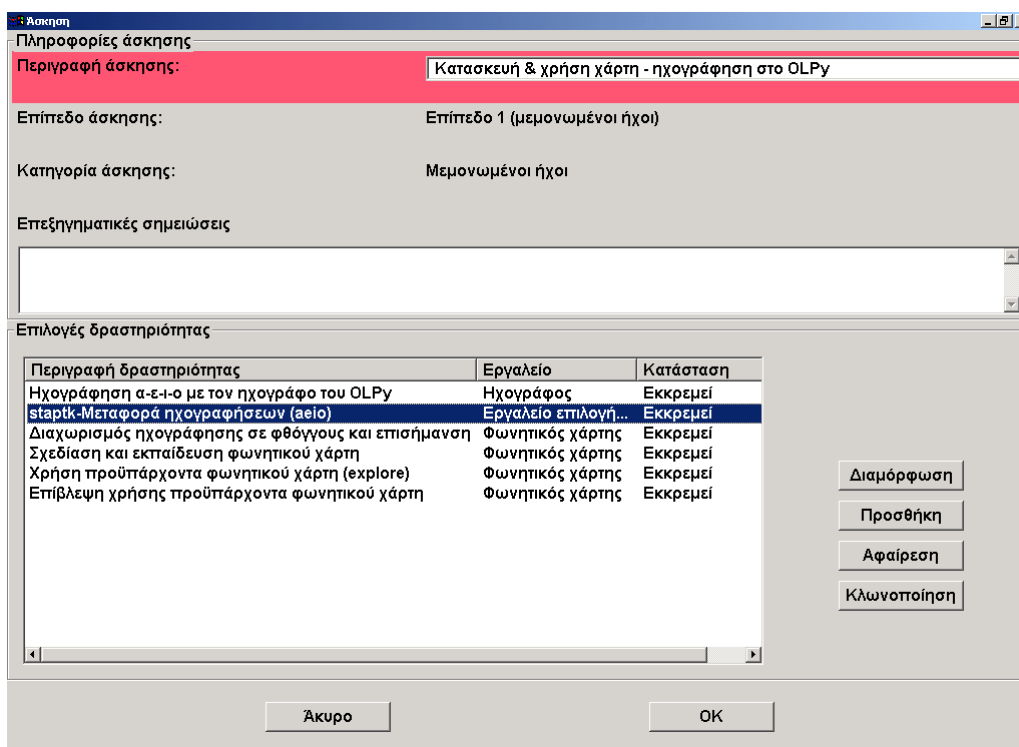 Άσκηση
Πληροφορίες άσκησης
Περιγραφή άσκησης: Κατασκευή & χρήση χάρτη - ηχογράφηση στο OLPy
Επίπεδο άσκησης: Επίπεδο 1 (μεμονωμένοι ήχοι)
Κατηγορία άσκησης: Μεμονωμένοι ήχοι
Επεξηγηματικές σημειώσεις
Επιλογές δραστηριότητας
Περιγραφή δραστηριότητας Εργαλείο Κατάσταση
Ηχογράφηση α-ε-ι-ο με τον ηχογράφο του OLPy Ηχογράφος Εκκρεμεί
staptk-Μεταφορά ηχογραφήσεων (aeio) Εργαλείο επιλογή... Εκκρεμεί
Διαχωρισμός ηχογράφησης σε φθόγγους και επισήμανση Φωνητικός χάρτης Εκκρεμεί
Σχεδίαση και εκπαίδευση φωνητικού χάρτη Φωνητικός χάρτης Εκκρεμεί
Χρήση προϋπάρχοντα φωνητικού χάρτη (explore) Φωνητικός χάρτης Εκκρεμεί
Επίβλεψη χρήσης προϋπάρχοντα φωνητικού χάρτη Φωνητικός χάρτης Εκκρεμεί
Διαμόρφωση
Προσθήκη
Αφαίρεση
Κλωνοποίηση
Άκυρο OK